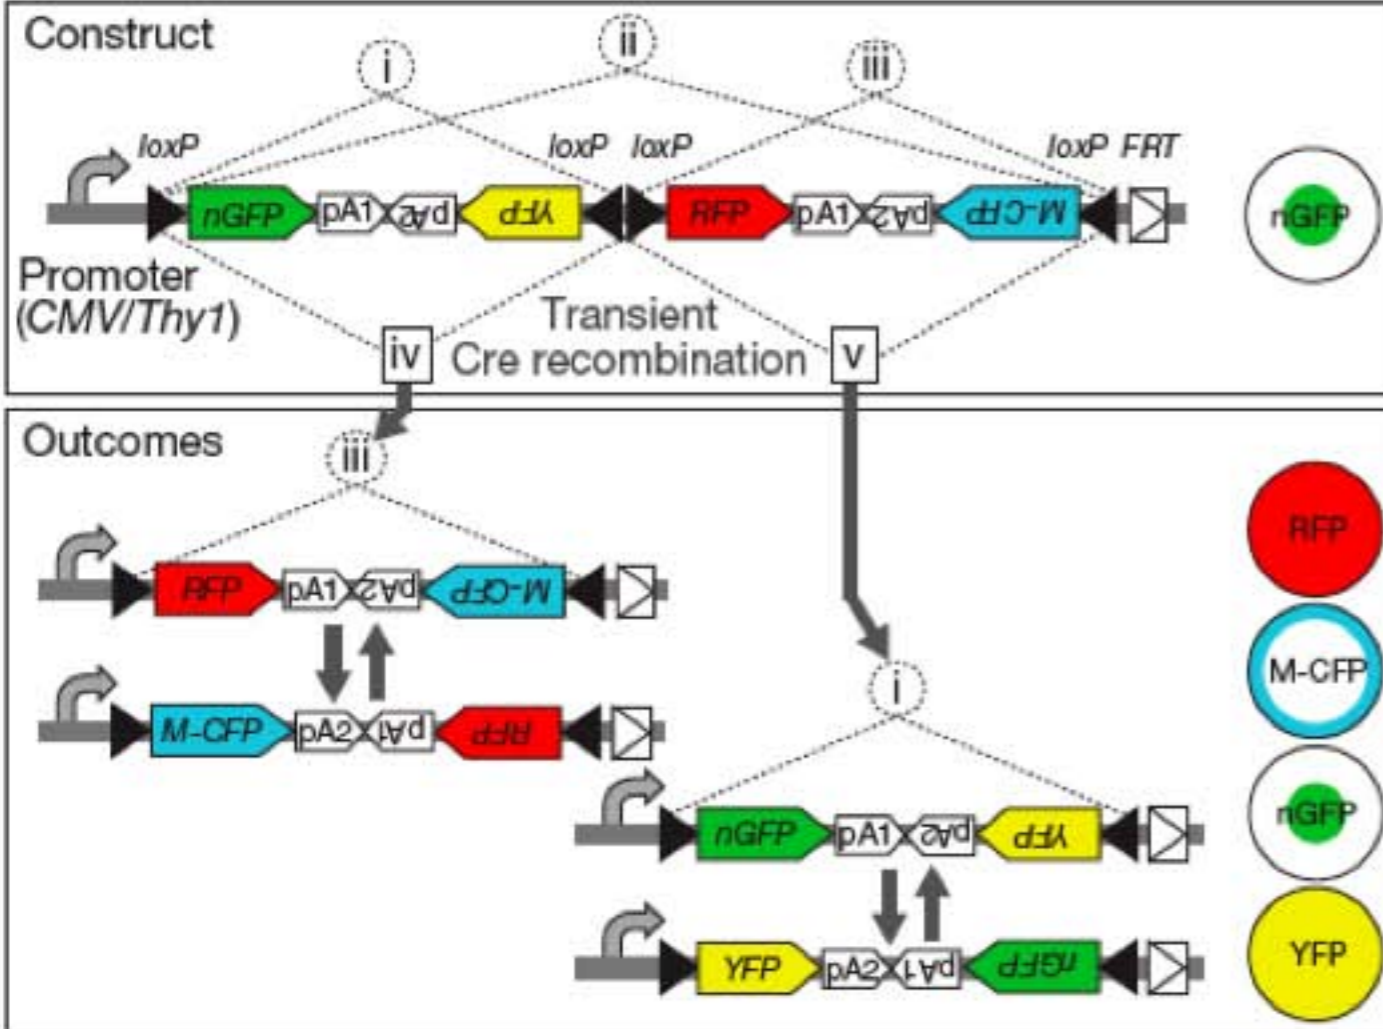 Construct
i
ii
iii
loxP
loxP
loxP
loxP FRT
nGFP pA1 pA2 YFP RFP pA1 pA2 M-CFP
nGFP
Promoter
(CMV/Thy1)
Transient
Cre recombination
iv
v
Outcomes
iii
RFP pA1 pA2 M-CFP
M-CFP pA2 pA1 RFP
i
nGFP pA1 pA2 YFP
YFP pA2 pA1 nGFP
RFP
M-CFP
nGFP
YFP